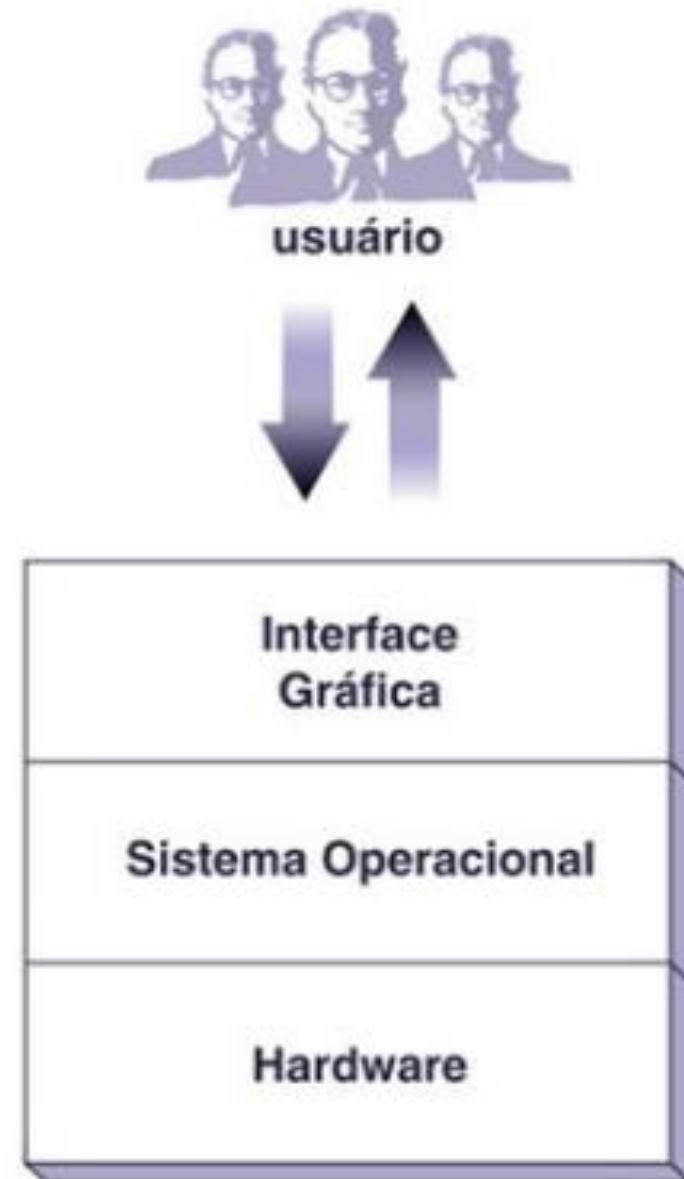 usuário
Interface
Gráfica
Sistema Operacional
Hardware